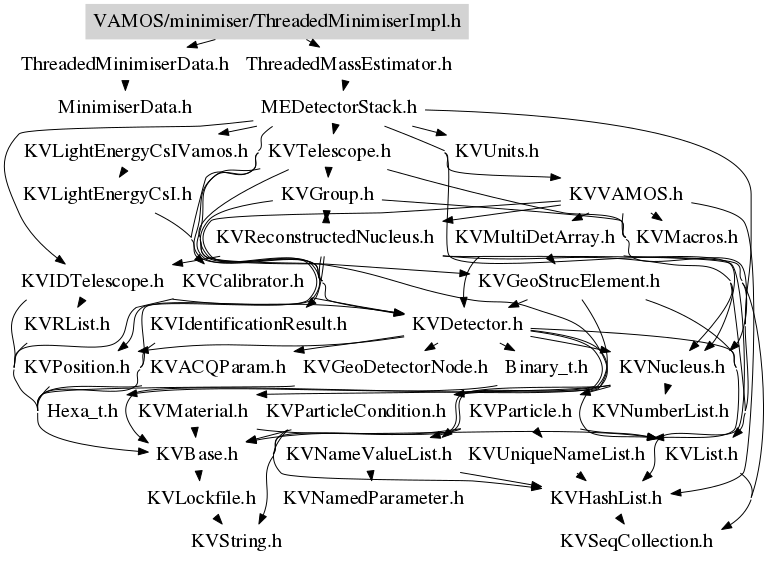 VAMOS/minimiser/ThreadedMinimiserImpl.h
ThreadedMinimiserData.h ThreadedMassEstimator.h
MinimiserData.h MEDetectorStack.h
KVLightEnergyCsIVamos.h KVTelescope.h KVUnits.h
KVLightEnergyCsI.h KVGroup.h KVVAMOS.h
KVReconstructedNucleus.h KVMultiDetArray.h KVMacros.h
KVIDTelescope.h KVCalibrator.h KVGeoStrucElement.h
KVRList.h KVIdentificationResult.h KVDetector.h
KVPosition.h KVACQParam.h KVGeoDetectorNode.h Binary_t.h KVNucleus.h
Hexa_t.h KVMaterial.h KVParticleCondition.h KVParticle.h KVNumberList.h
KVBase.h KVNameValueList.h KVUniqueNameList.h KVList.h
KVLockfile.h KVNamedParameter.h KVHashList.h
KVString.h KVSeqCollection.h